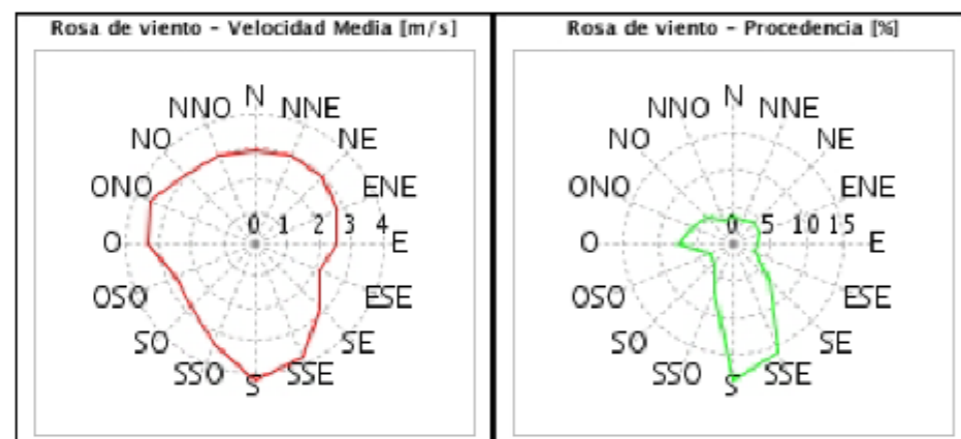 Rosa de viento - Velocidad Media [m/s]
N
NNO NNE
NO NE
ONO ENE
0 1 2 3 4
O E
OSO ESE
SO SE
SSO SSE
S
Rosa de viento - Procedencia [%]
N
NNO NNE
NO NE
ONO ENE
0 5 10 15
O E
OSO ESE
SO SE
SSO SSE
S